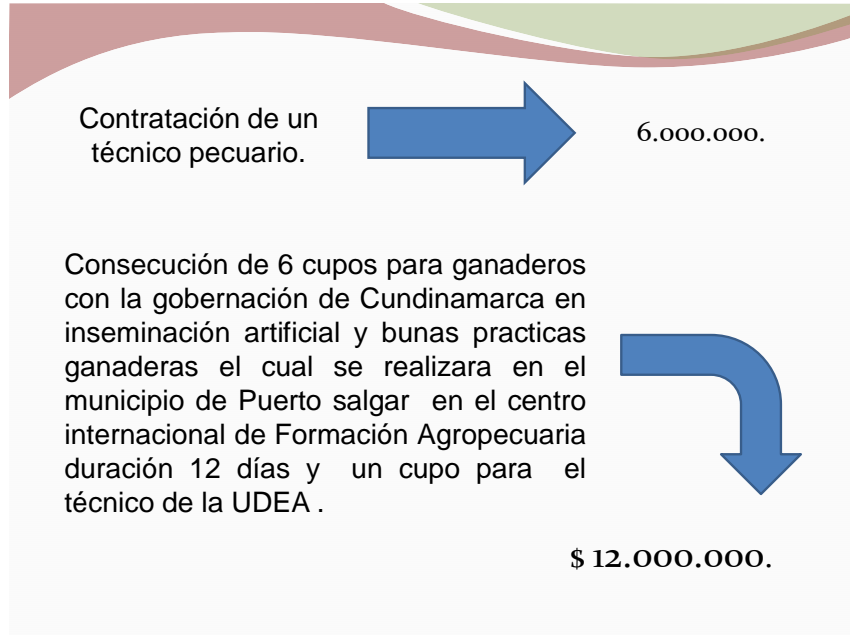 Contratación de un
técnico pecuario.
6.000.000.
Consecución de 6 cupos para ganaderos
con la gobernación de Cundinamarca en
inseminación artificial y bunas practicas
ganaderas el cual se realizara en el
municipio de Puerto salgar en el centro
internacional de Formación Agropecuaria
duración 12 días y un cupo para el
técnico de la UDEA .
$ 12.000.000.